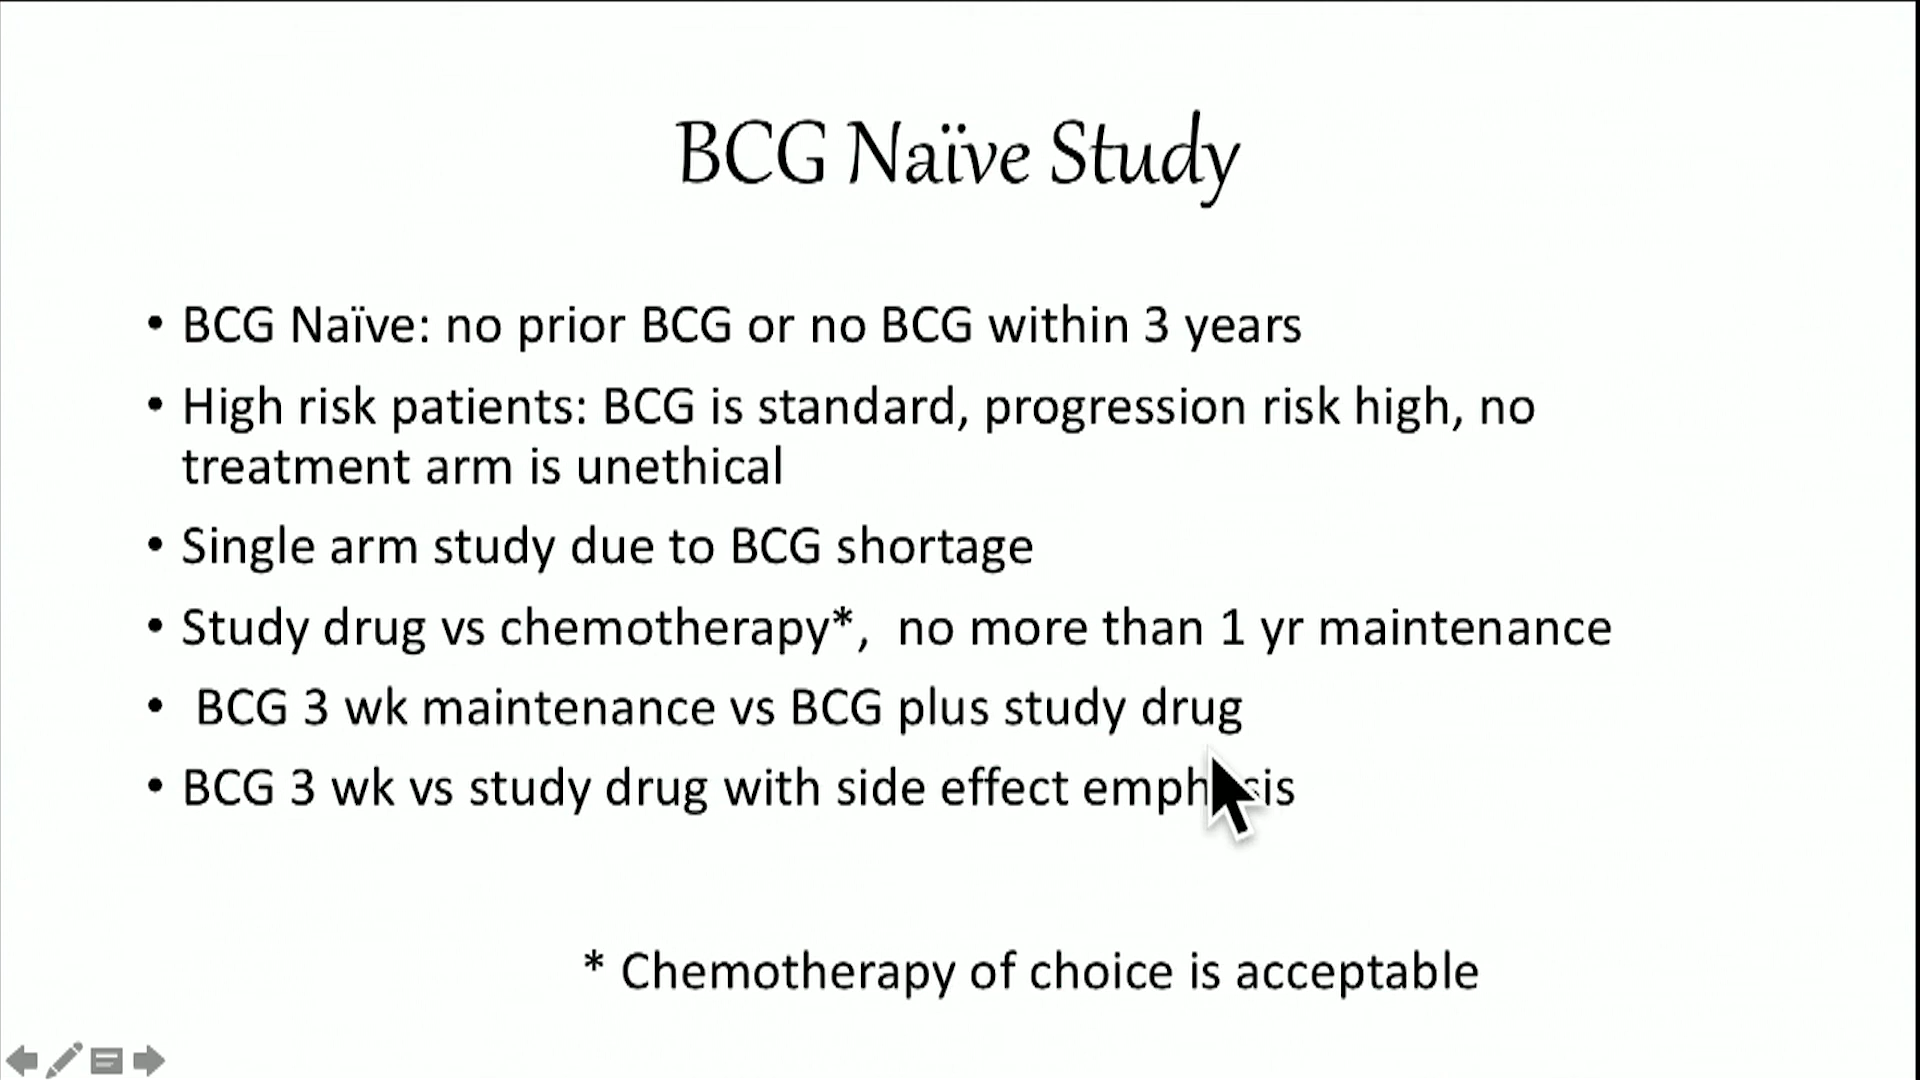 BCG Naïve Study
• BCG Naïve: no prior BCG or no BCG within 3 years
• High risk patients: BCG is standard, progression risk high, no
treatment arm is unethical
• Single arm study due to BCG shortage
• Study drug vs chemotherapy*, no more than 1 yr maintenance
• BCG 3 wk maintenance vs BCG plus study drug
• BCG 3 wk vs study drug with side effect emphasis
* Chemotherapy of choice is acceptable